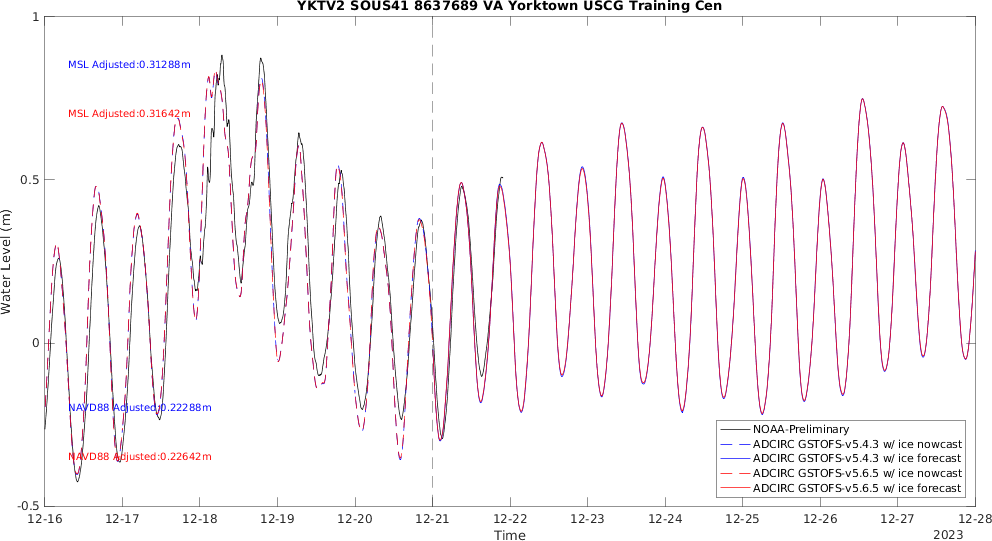 YKTV2 SOUS41 8637689 VA Yorktown USCG Training Cen
1
MSL Adjusted:0.31288m
MSL Adjusted:0.31642m
0.5
Water Level (m)
0
NAVD88 Adjusted:0.22288m
NAVD88 Adjusted:0.22642m
-0.5
NOAA-Preliminary
ADCIRC GSTOFS-v5.4.3 w/ ice nowcast
ADCIRC GSTOFS-v5.4.3 w/ ice forecast
ADCIRC GSTOFS-v5.6.5 w/ ice nowcast
ADCIRC GSTOFS-v5.6.5 w/ ice forecast
12-16 12-17 12-18 12-19 12-20 12-21 12-22 12-23 12-24 12-25 12-26 12-27 12-28
Time
2023